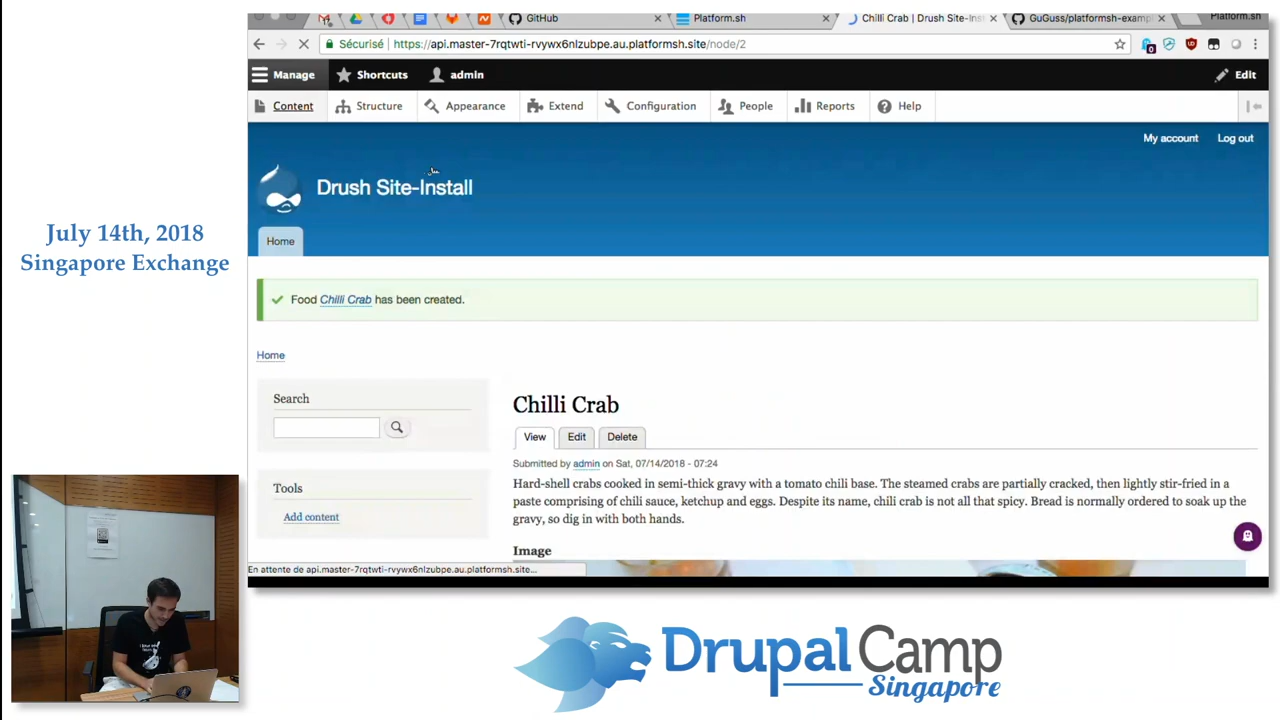 GitHub
Platform.sh
Chilli Crab | Drush Site-Ins
GuGuss/platformsh-exampl
Platform.sh
Sécurisé
https://api.master-7rqtwti-rvywx6nlzubpe.au.platformsh.site/node/2
Manage
Shortcuts
admin
Edit
Content
Structure
Appearance
Extend
Configuration
People
Reports
Help
My account
Log out
Drush Site-Install
Home
Food Chilli Crab has been created.
Home
Search
Tools
Add content
Chilli Crab
View
Edit
Delete
Submitted by admin on Sat, 07/14/2018 - 07:24
Hard-shell crabs cooked in semi-thick gravy with a tomato chili base. The steamed crabs are partially cracked, then lightly stir-fried in a
paste comprising of chili sauce, ketchup and eggs. Despite its name, chili crab is not all that spicy. Bread is normally ordered to soak up the
gravy, so dig in with both hands.
Image
En attente de api.master-7rqtwti-rvywx6nlzubpe.au.platformsh.site...
July 14th, 2018
Singapore Exchange
DrupalCamp
Singapore